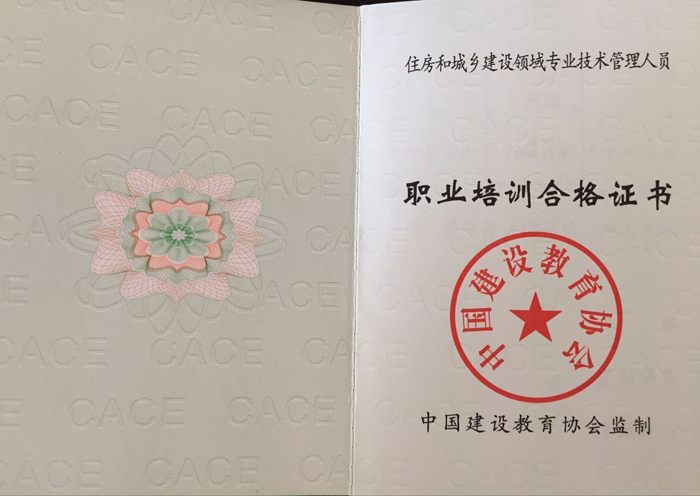 CACE
住房和城乡建设领域专业技术管理人员
职业培训合格证书
中国建设教育协会
中国建设教育协会监制